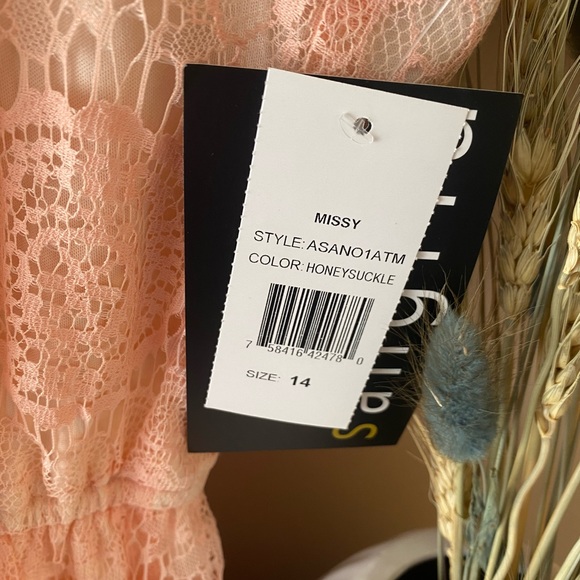 MISSY
STYLE: ASANO1ATM
COLOR: HONEYSUCKLE
7 58416 42478 0
SIZE: 14